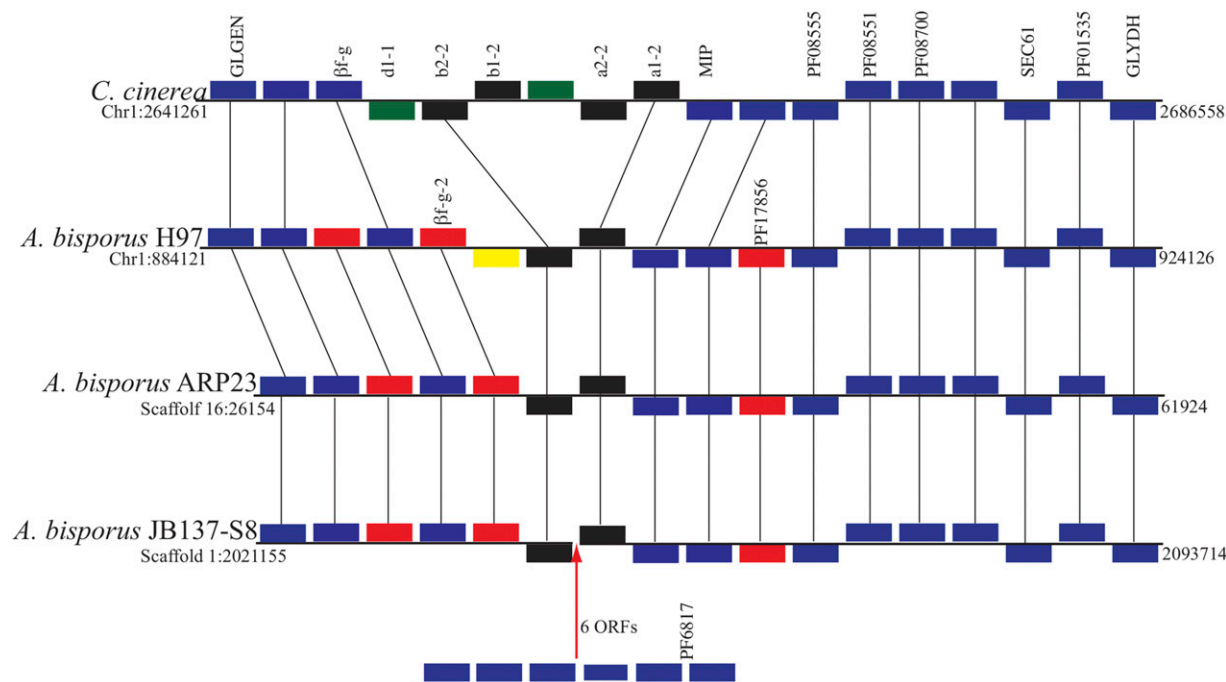 GLGEN
βf-g
d1-1
b2-2
b1-2
a2-2
a1-2
MIP
PF08555
PF08551
PF08700
SEC61
PF01535
GLYDH
C. cinerea
Chr1:2641261
2686558
βf-g-2
PF17856
A. bisporus H97
Chr1:884121
924126
A. bisporus ARP23
Scaffolf 16:26154
61924
A. bisporus JB137-S8
Scaffold 1:2021155
2093714
6 ORFs
PF6817